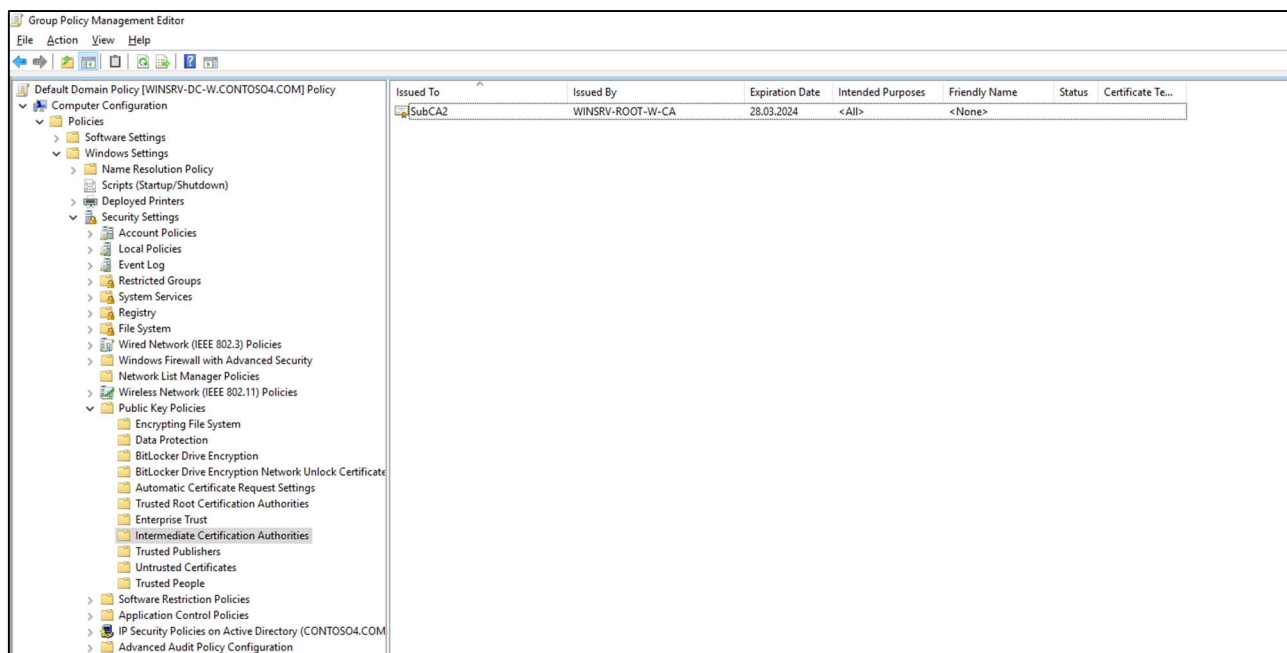 Group Policy Management Editor
File Action View Help
Default Domain Policy [WINSRV-DC-W.CONTOSO4.COM] Policy
Computer Configuration
Policies
Software Settings
Windows Settings
Name Resolution Policy
Scripts (Startup/Shutdown)
Deployed Printers
Security Settings
Account Policies
Local Policies
Event Log
Restricted Groups
System Services
Registry
File System
Wired Network (IEEE 802.3) Policies
Windows Firewall with Advanced Security
Network List Manager Policies
Wireless Network (IEEE 802.11) Policies
Public Key Policies
Encrypting File System
Data Protection
BitLocker Drive Encryption
BitLocker Drive Encryption Network Unlock Certificate
Automatic Certificate Request Settings
Trusted Root Certification Authorities
Enterprise Trust
Intermediate Certification Authorities
Trusted Publishers
Untrusted Certificates
Trusted People
Software Restriction Policies
Application Control Policies
IP Security Policies on Active Directory (CONTOSO4.COM
Advanced Audit Policy Configuration
Issued To Issued By Expiration Date Intended Purposes Friendly Name Status Certificate Te...
SubCA2 WINSRV-ROOT-W-CA 28.03.2024 <All> <None>